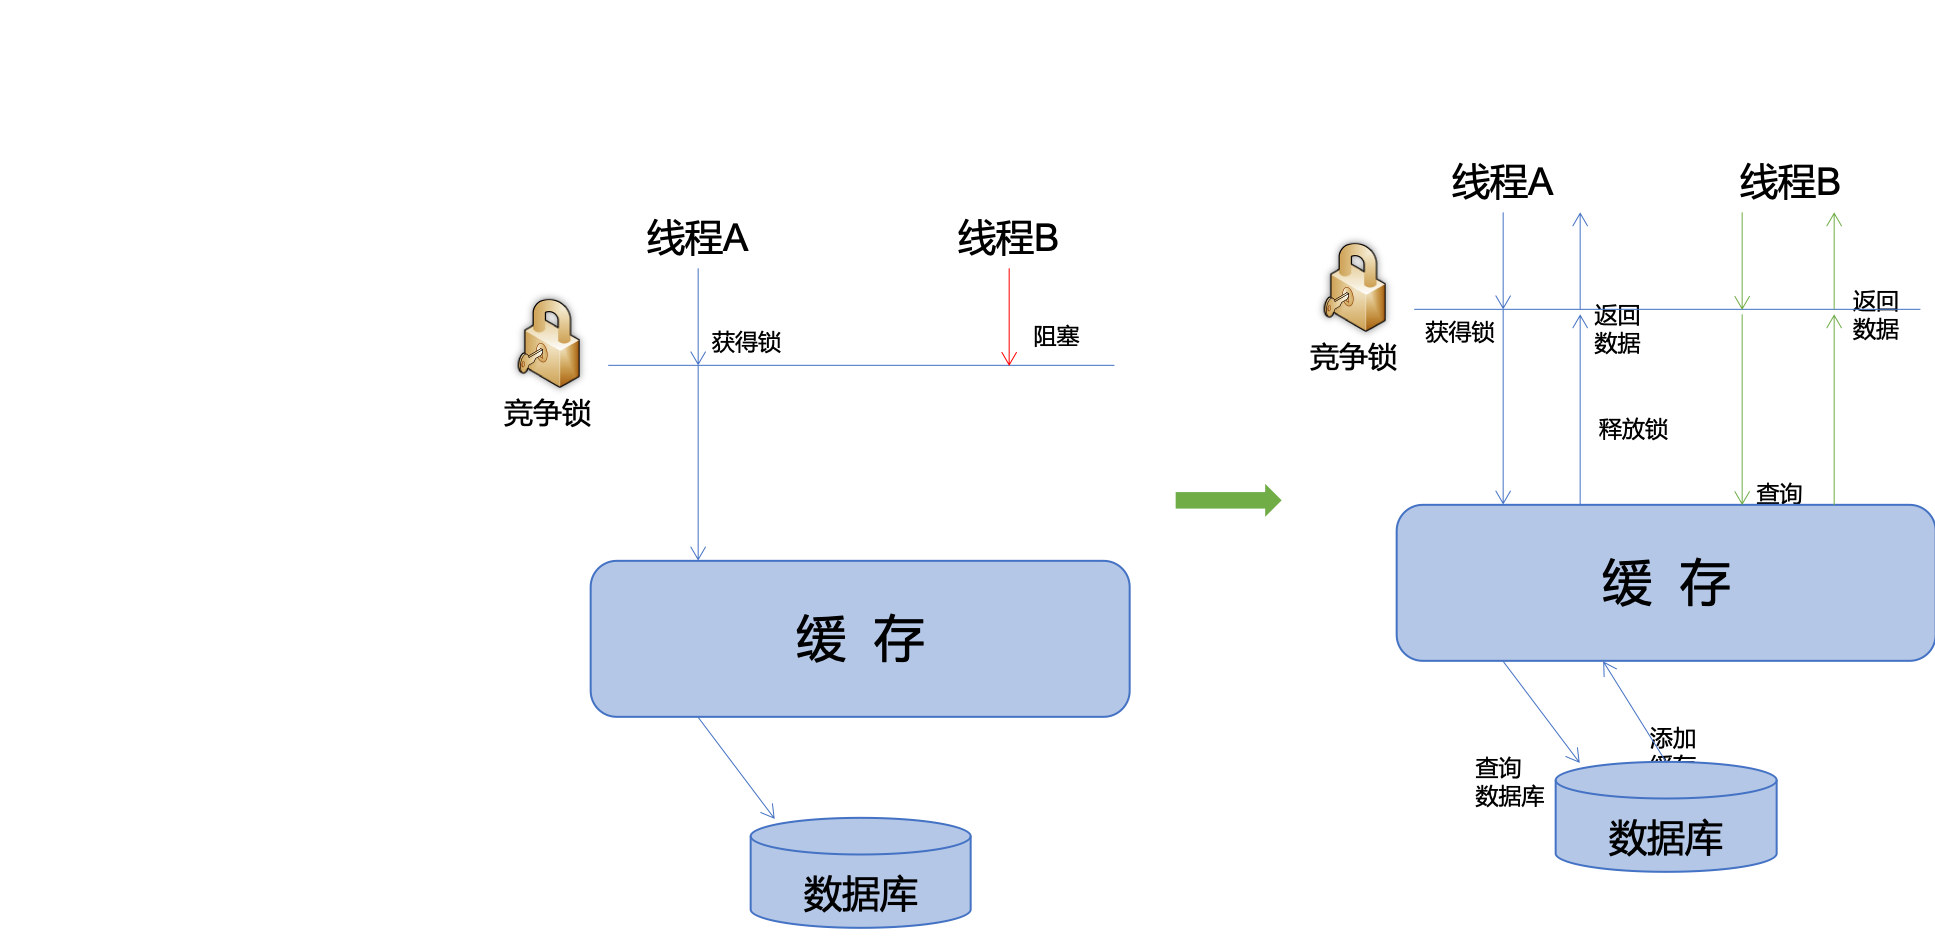 线程A
线程B
获得锁
阻塞
竞争锁
缓 存
数据库
线程A
线程B
竞争锁
获得锁
返回
数据
返回
数据
释放锁
查询
缓 存
查询
数据库
添加
缓存
数据库